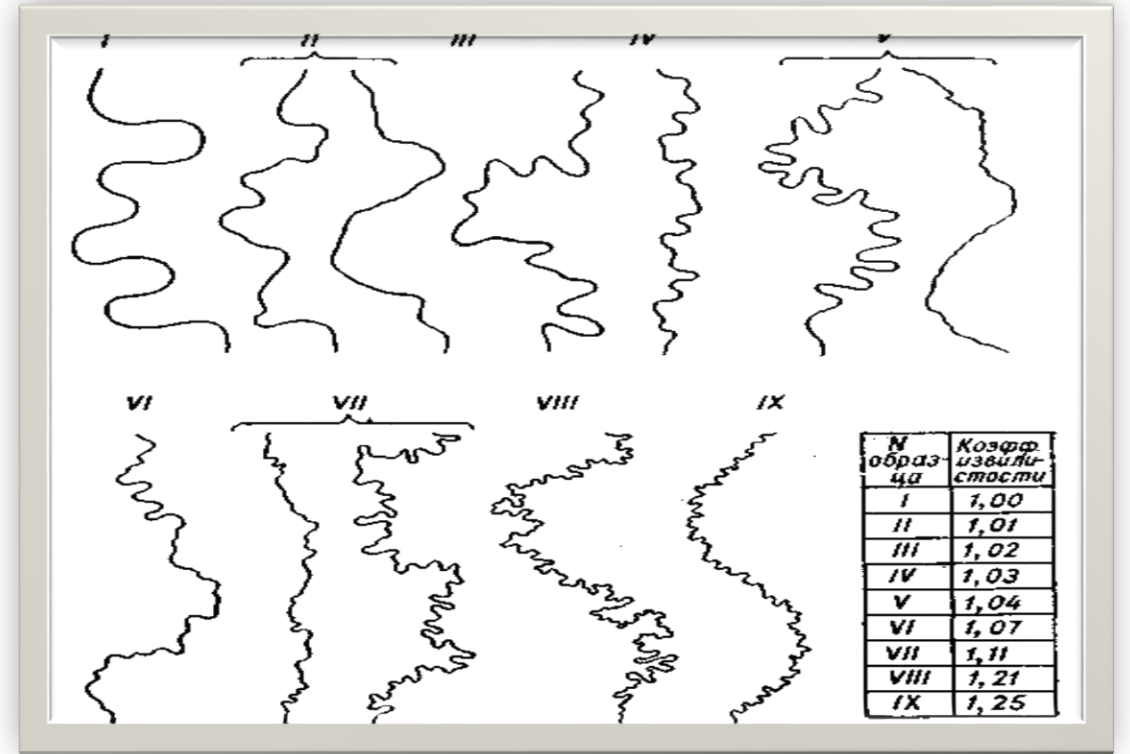 I II III IV V
VI VII VIII IX
N
образ-
ца
Коэфф.
извили-
стости
I 1,00
II 1,01
III 1,02
IV 1,03
V 1,04
VI 1,07
VII 1,11
VIII 1,21
IX 1,25